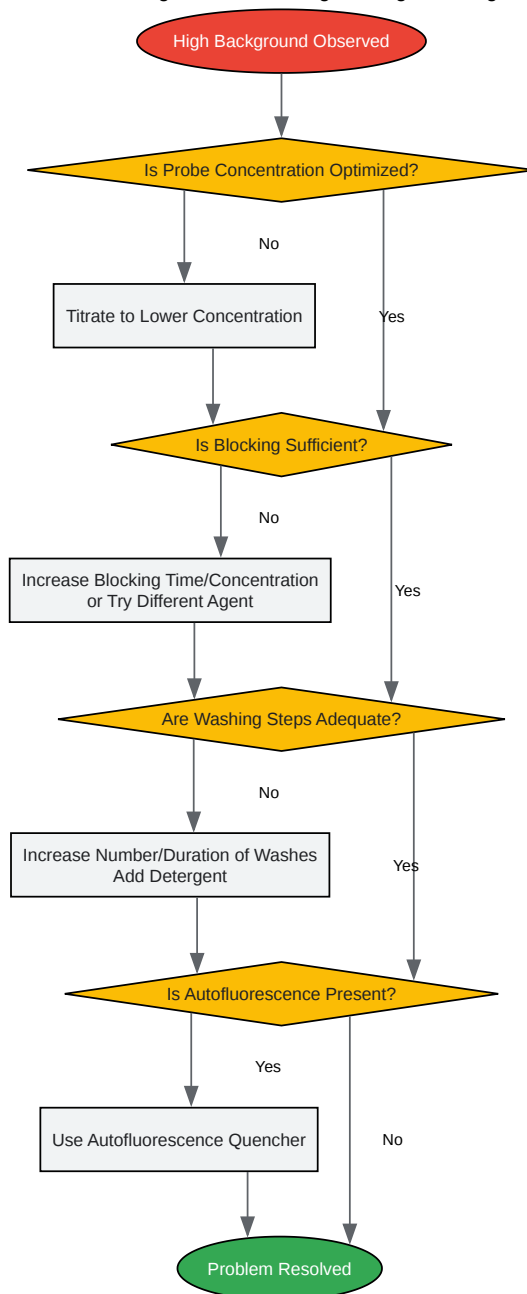 High Background Observed
Is Probe Concentration Optimized?
No
Titrate to Lower Concentration
Yes
Is Blocking Sufficient?
No
Increase Blocking Time/Concentration
or Try Different Agent
Yes
Are Washing Steps Adequate?
No
Increase Number/Duration of Washes
Add Detergent
Yes
Is Autofluorescence Present?
Yes
Use Autofluorescence Quencher
No
Problem Resolved